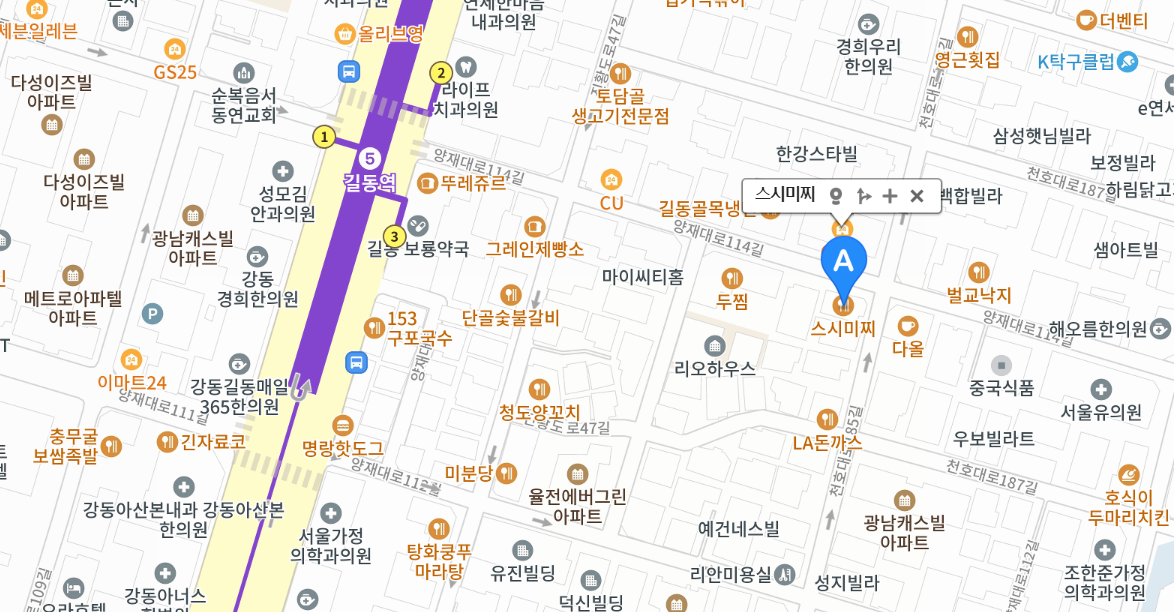 세븐일레븐
올리브영
내과의원
더벤티
GS25
경희우리
한의원
영근횟집
K탁구클럽
다성이즈빌
아파트
순복음서
동연교회
2
라이프
치과의원
토담골
생고기전문점
진황도로47길
삼성햇님빌라
1
5
길동역
양재대로114길
한강스타빌
보정빌라
다성이즈빌
아파트
성모김
안과의원
뚜레쥬르
CU
길동골목냉면
스시미찌
백합빌라
천호대로187길
하림닭고
광남캐스빌
아파트
3
길동 보룡약국
그레인제빵소
양재대로114길
A
샘아트빌
강동
경희한의원
마이씨티홈
두찜
벌교낙지
메트로아파텔
아파트
P
153
구포국수
단골숯불갈비
스시미찌
다올
양재대로114길
해오름한의원
이마트24
강동길동매일
365한의원
리오하우스
중국식품
서울유의원
양재대로111길
청도양꼬치
충무굴
보쌈족발
긴자료코
명랑핫도그
LA돈까스
우보빌라트
양재대로112길
미분당
천호대로187길
율전에버그린
아파트
호식이
두마리치킨
강동아산본내과 강동아산본
한의원
서울가정
의학과의원
예건네스빌
광남캐스빌
아파트
탕화쿵푸
마라탕
유진빌딩
리안미용실
성지빌라
조한준가정
의학과의원
강동아너스
덕신빌딩